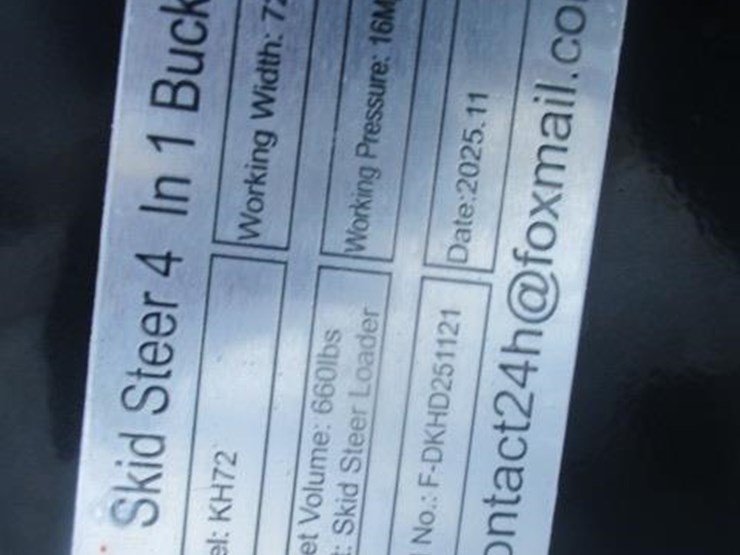 Skid Steer 4 In 1 Buck
el: KH72
Working Width: 72
et Volume: 660lbs
: Skid Steer Loader
Working Pressure: 16M
l No.: F-DKHD251121
Date:2025.11
ontact24h@foxmail.co